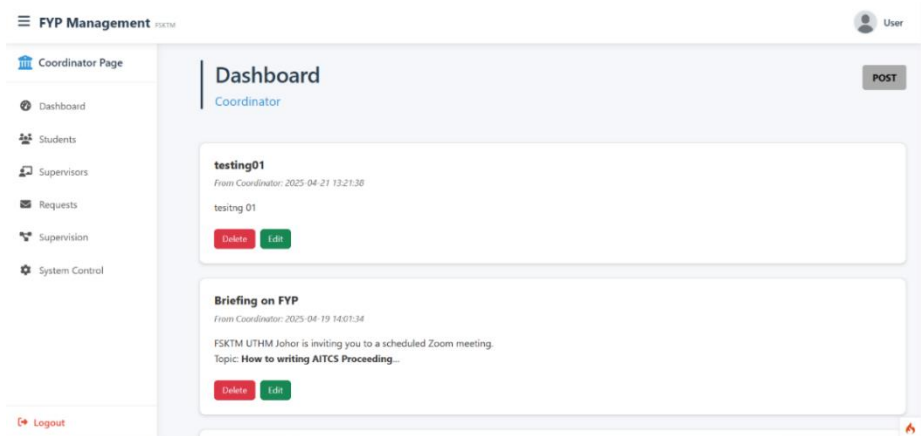 FYP Management FSKTM
User
Coordinator Page
Dashboard
Students
Supervisors
Requests
Supervision
System Control
Logout
Dashboard
Coordinator
POST
testing01
From Coordinator: 2025-04-21 13:21:38
tesitng 01
Delete Edit
Briefing on FYP
From Coordinator: 2025-04-19 14:01:34
FSKTM UTHM Johor is inviting you to a scheduled Zoom meeting.
Topic: How to writing AITCS Proceeding...
Delete Edit